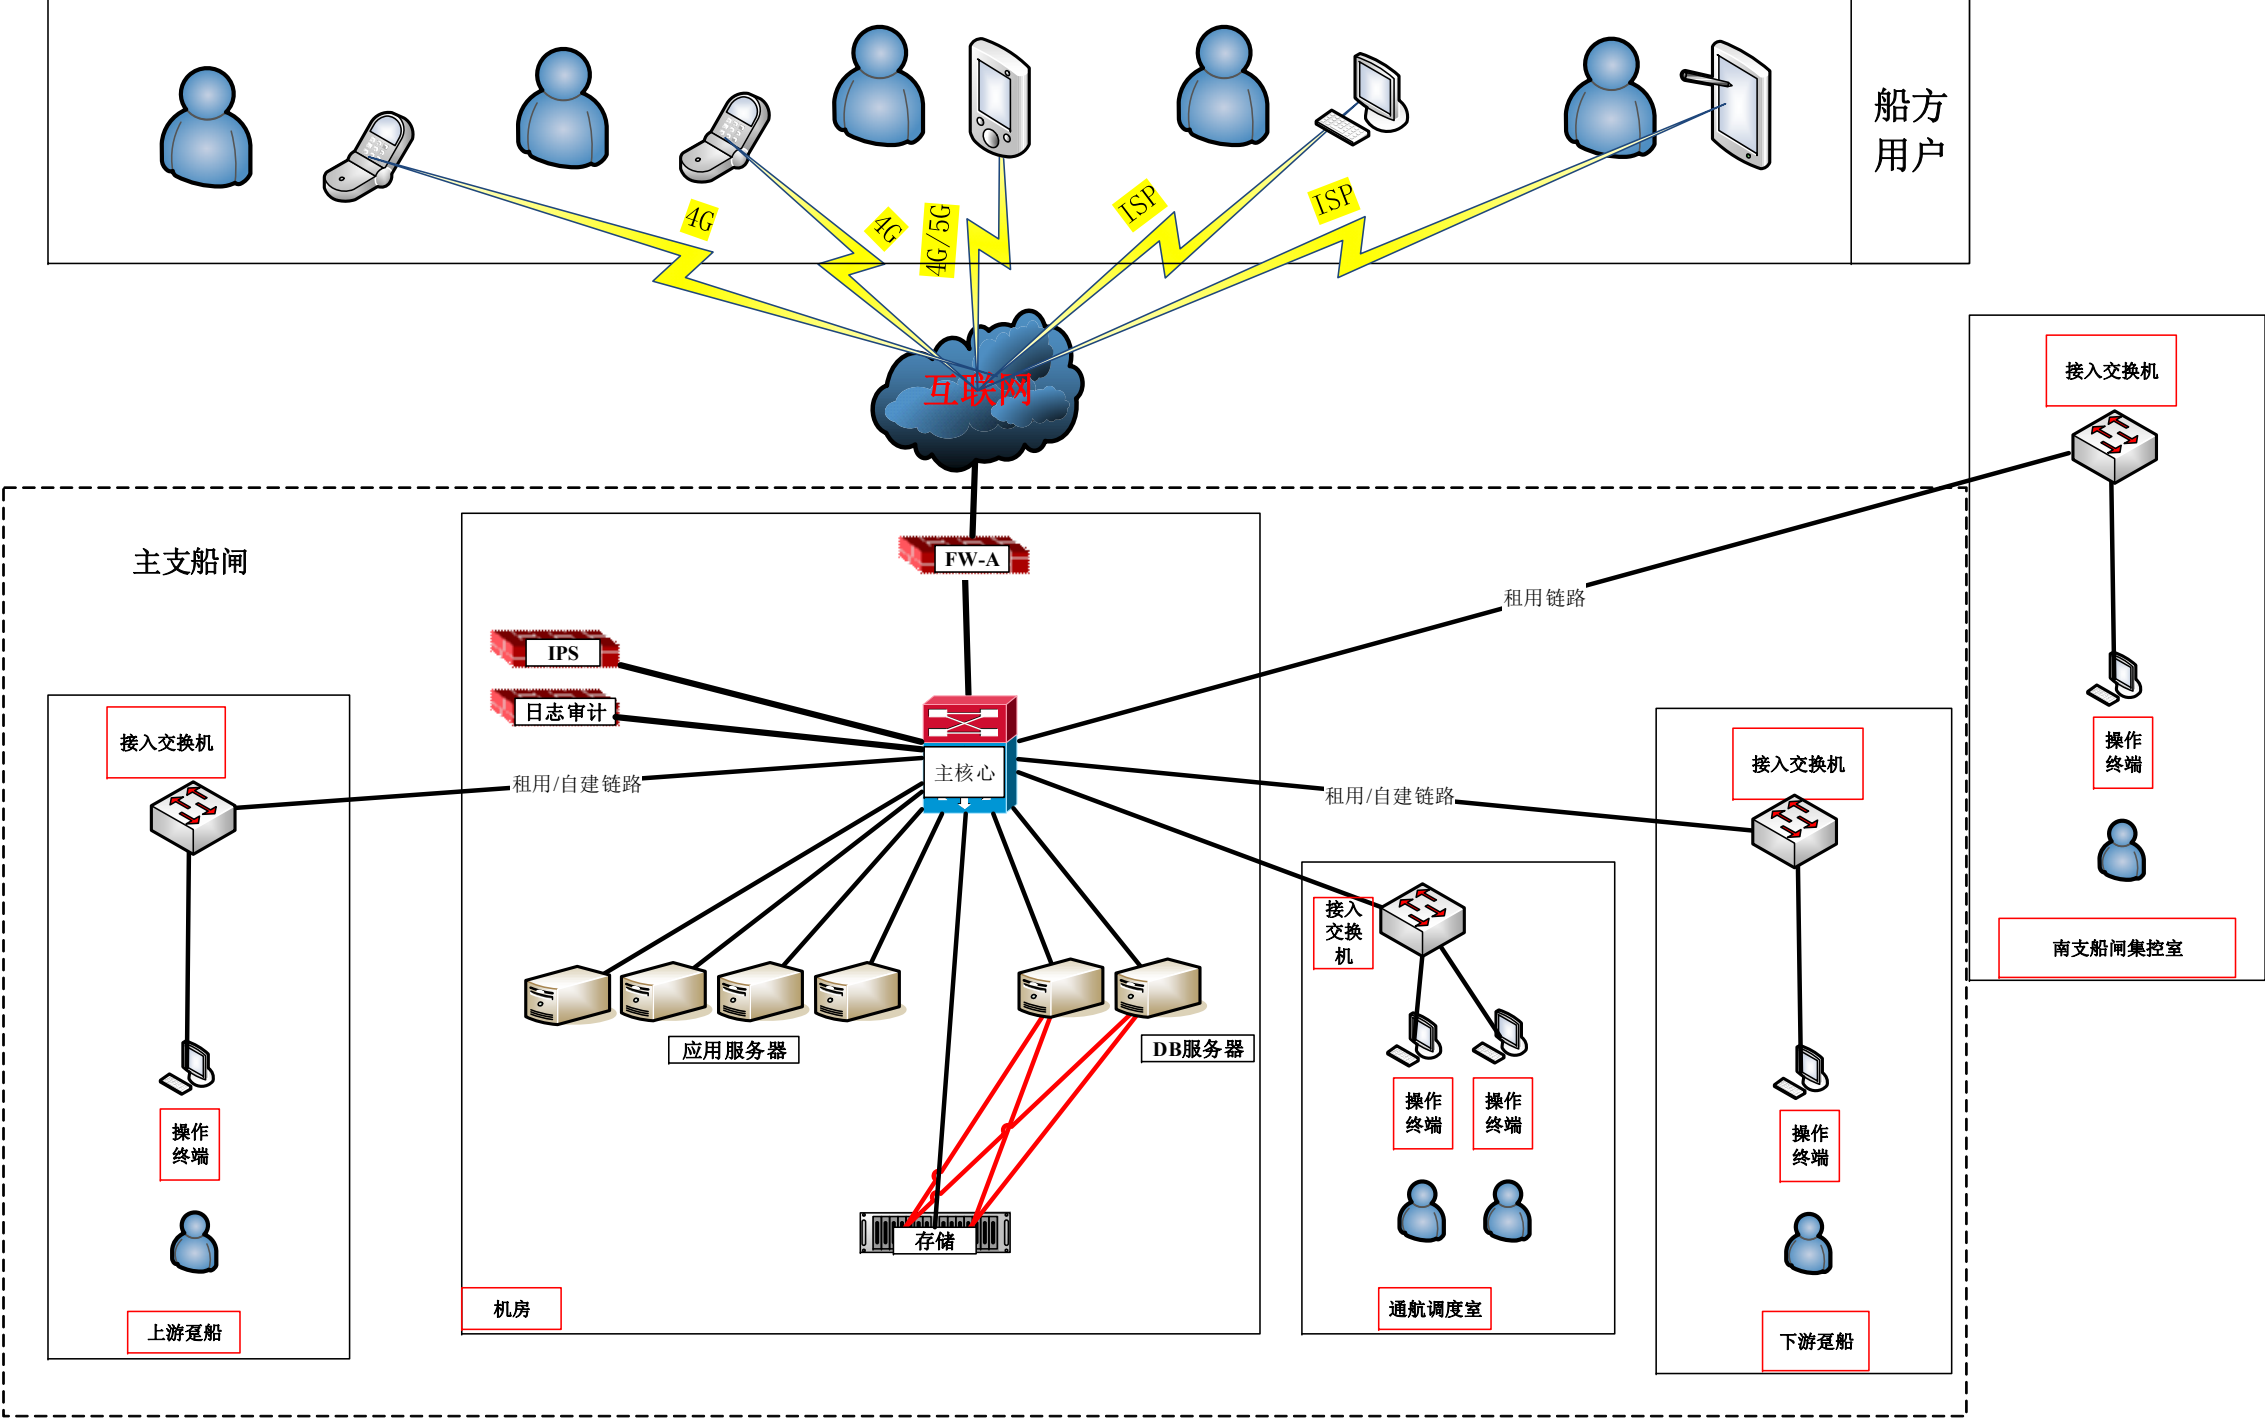 船方
用户
4G
4G
4G/5G
ISP
ISP
互联网
接入交换机
主支船闸
FW-A
租用链路
IPS
日志审计
接入交换机
操作
终端
接入交换机
主核心
租用/自建链路
租用/自建链路
接入
交换
机
南支船闸集控室
应用服务器
DB服务器
操作
终端
操作
终端
操作
终端
操作
终端
存储
机房
通航调度室
上游趸船
下游趸船